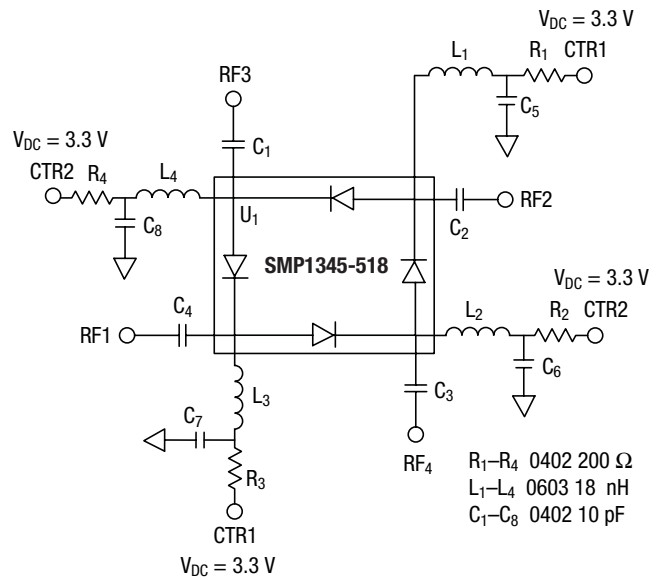 V_DC = 3.3 V
L₁ R₁ CTR1
RF3
C₅
V_DC = 3.3 V
C₁
CTR2 R₄ L₄
RF2
C₈
U₁
C₂
SMP1345-518
V_DC = 3.3 V
C₄
L₂ R₂ CTR2
RF1
C₆
L₃
C₃
C₇
RF₄
R₃
R₁–R₄ 0402 200 Ω
L₁–L₄ 0603 18 nH
C₁–C₈ 0402 10 pF
CTR1
V_DC = 3.3 V